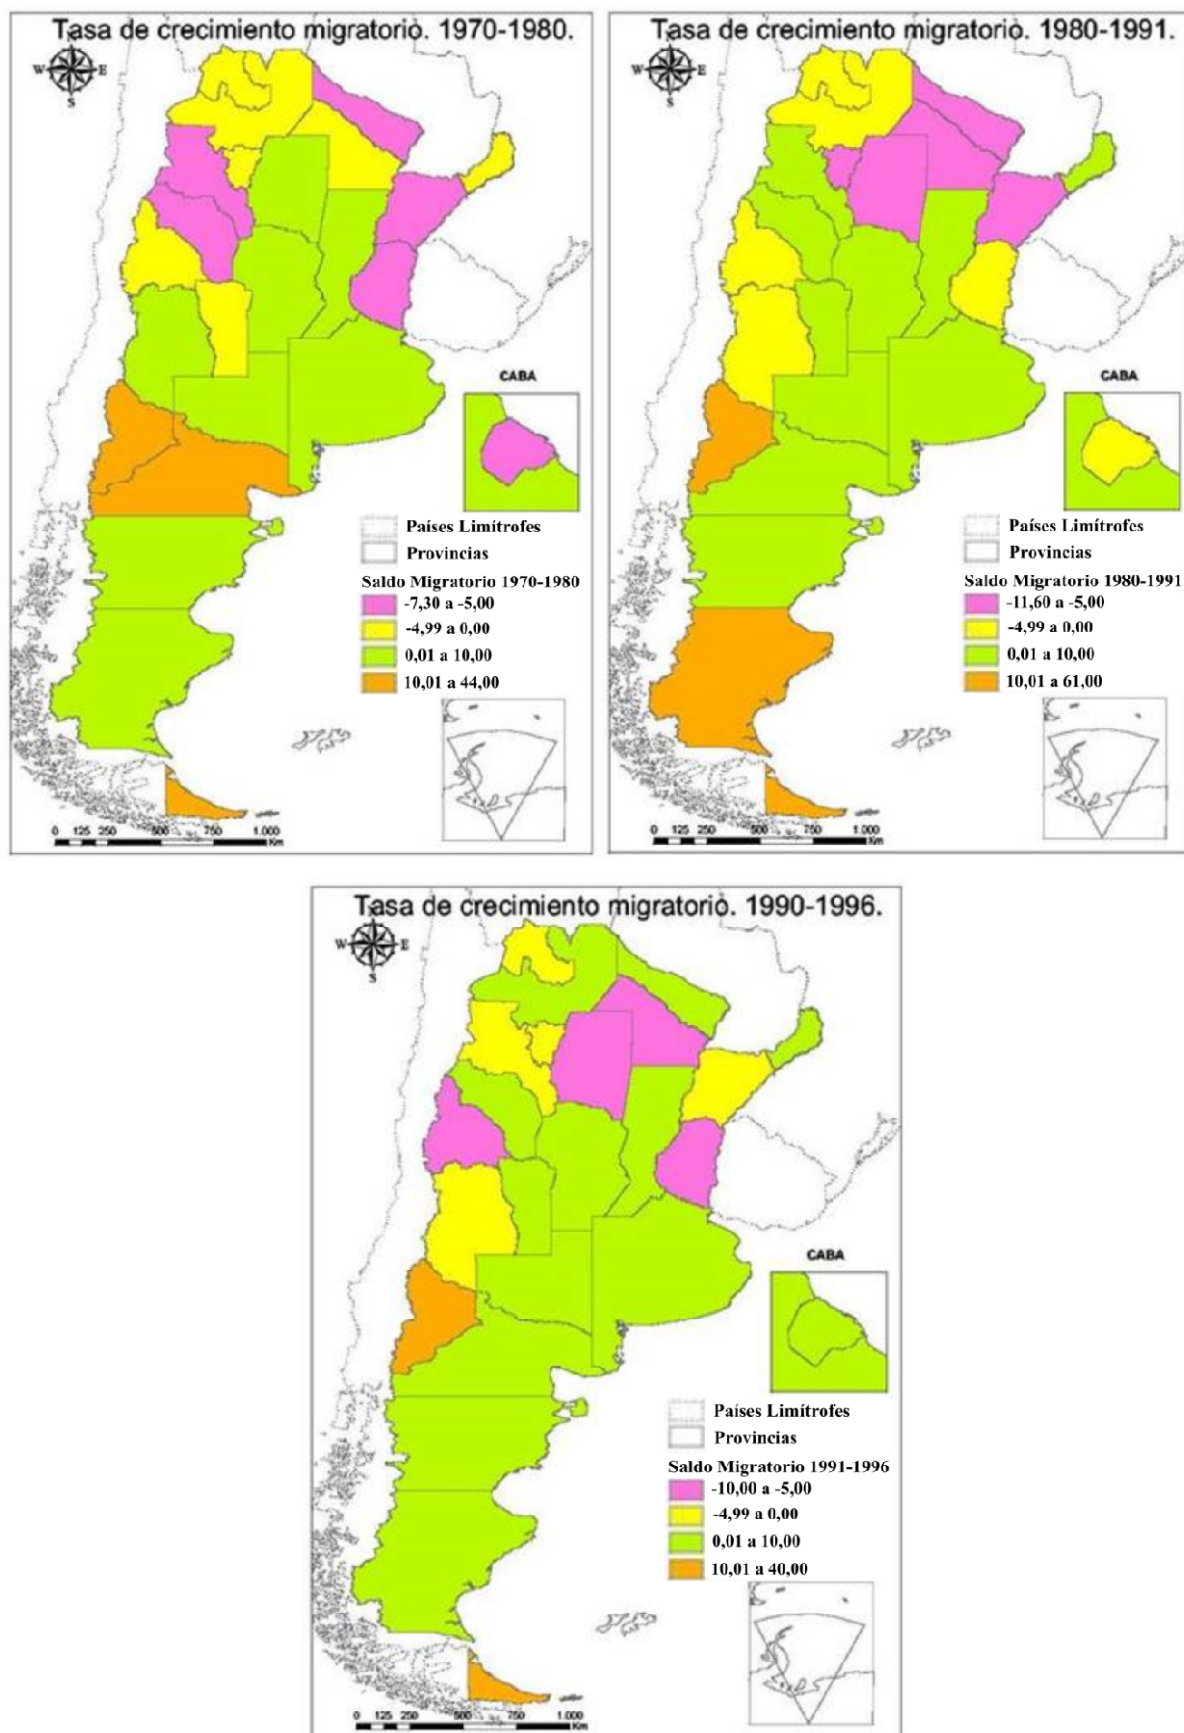 Tasa de crecimiento migratorio. 1970-1980.
W E
S
CABA
Países Limítrofes
Provincias
Saldo Migratorio 1970-1980
-7,30 a -5,00
-4,99 a 0,00
0,01 a 10,00
10,01 a 44,00
0 125 250 500 750 1.000
Km
Tasa de crecimiento migratorio. 1980-1991.
W E
S
CABA
Países Limítrofes
Provincias
Saldo Migratorio 1980-1991
-11,60 a -5,00
-4,99 a 0,00
0,01 a 10,00
10,01 a 61,00
0 125 250 500 750 1.000
Km
Tasa de crecimiento migratorio. 1990-1996.
W E
S
CABA
Países Limítrofes
Provincias
Saldo Migratorio 1991-1996
-10,00 a -5,00
-4,99 a 0,00
0,01 a 10,00
10,01 a 40,00
0 125 250 500 750 1.000
Km